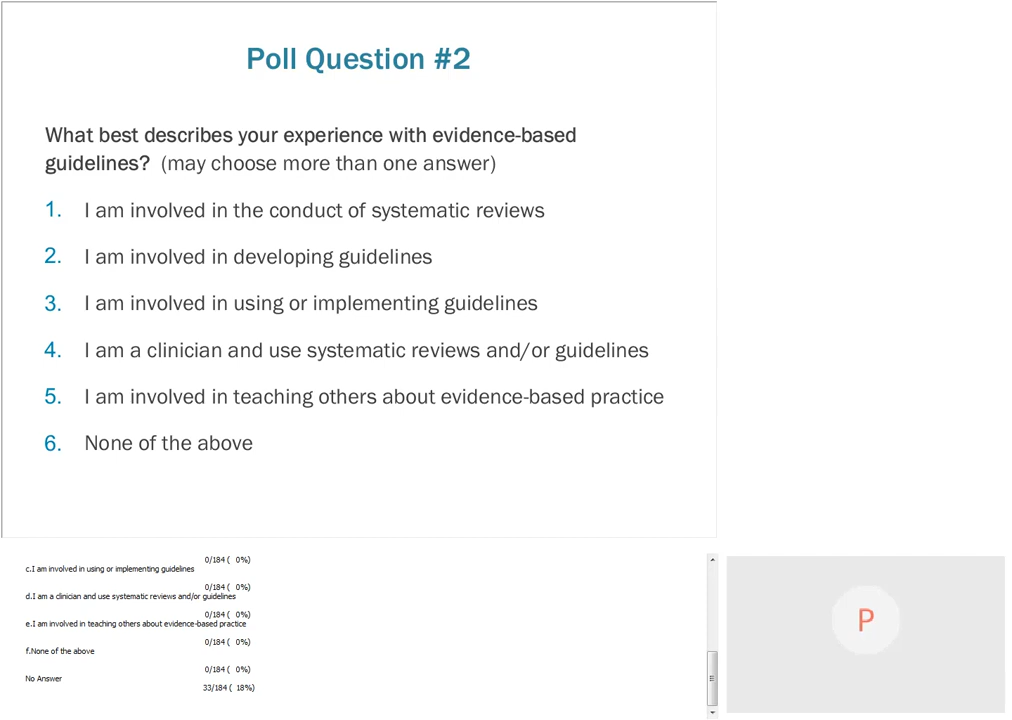 Poll Question #2
What best describes your experience with evidence-based
guidelines? (may choose more than one answer)
1. I am involved in the conduct of systematic reviews
2. I am involved in developing guidelines
3. I am involved in using or implementing guidelines
4. I am a clinician and use systematic reviews and/or guidelines
5. I am involved in teaching others about evidence-based practice
6. None of the above
0/184 ( 0%)
c.I am involved in using or implementing guidelines
0/184 ( 0%)
d.I am a clinician and use systematic reviews and/or guidelines
0/184 ( 0%)
e.I am involved in teaching others about evidence-based practice
0/184 ( 0%)
f.None of the above
0/184 ( 0%)
No Answer
33/184 ( 18%)
P